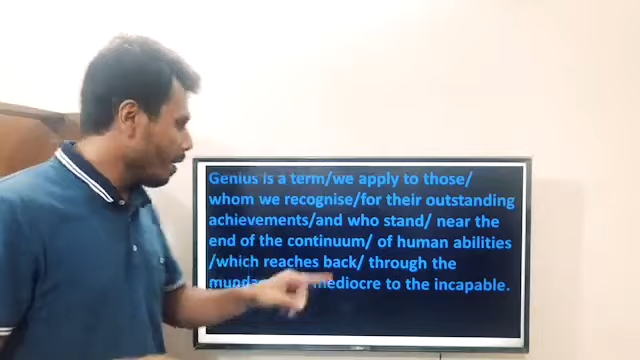 Genius is a term/we apply to those/
whom we recognise/for their outstanding
achievements/and who stand/ near the
end of the continuum/ of human abilities
/which reaches back/ through the
mediocre to the incapable.